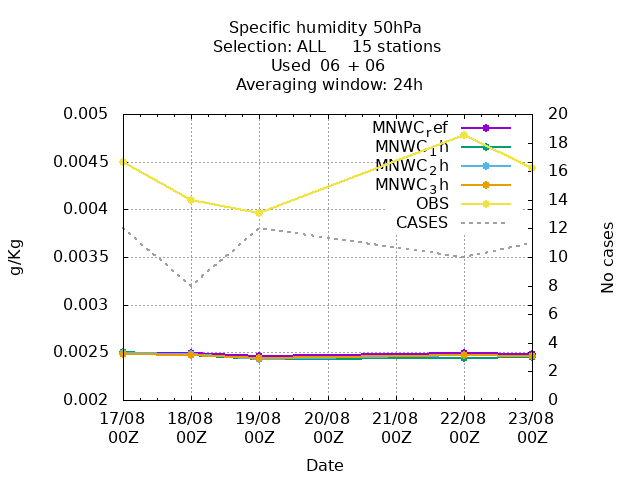 Specific humidity 50hPa
Selection: ALL     15 stations
Used  06 + 06
Averaging window: 24h
g/Kg
No cases
0.005
0.0045
0.004
0.0035
0.003
0.0025
0.002
20
18
16
14
12
10
8
6
4
2
0
MNWC_ref
MNWC_1h
MNWC_2h
MNWC_3h
OBS
CASES
17/08 18/08 19/08 20/08 21/08 22/08 23/08
00Z 00Z 00Z 00Z 00Z 00Z 00Z
Date